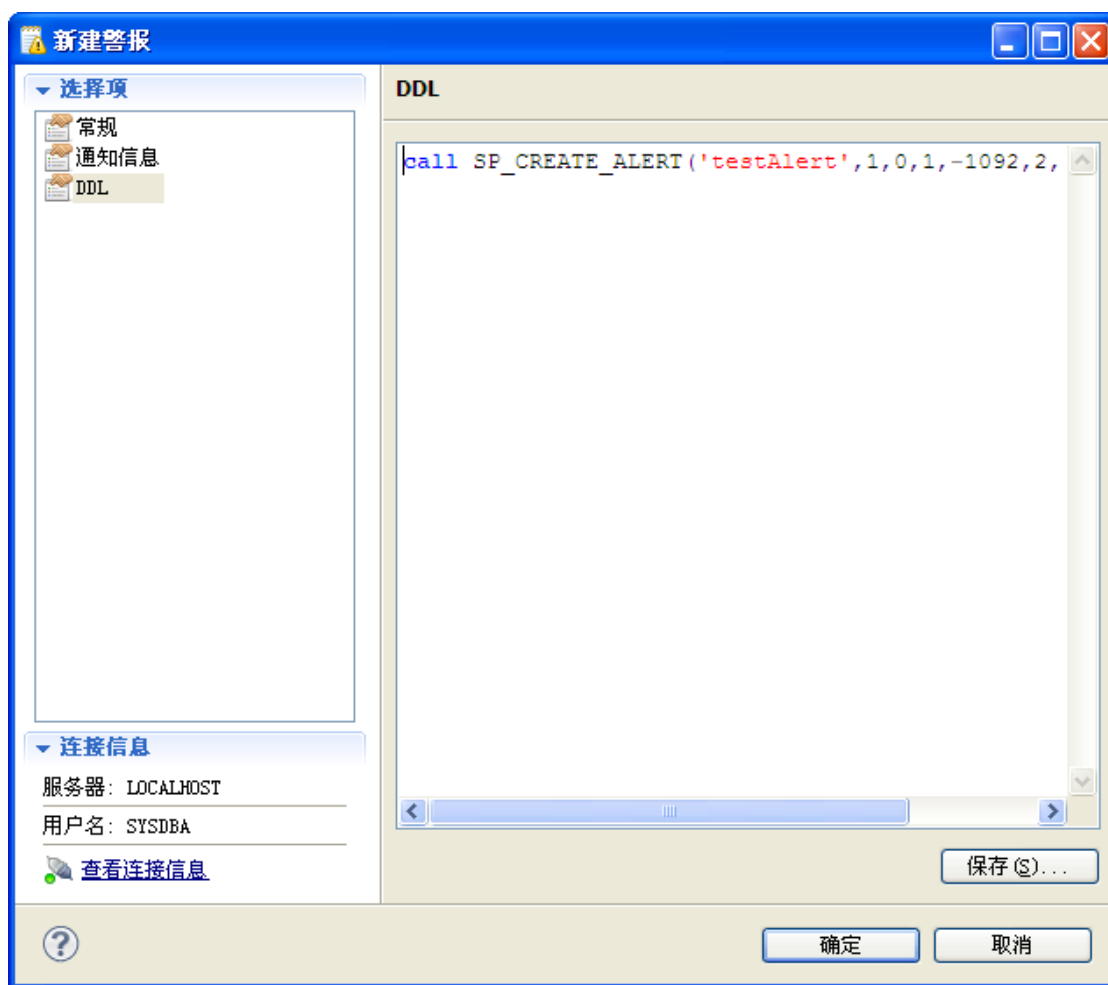 新建警报
选择项
常规
通知信息
DDL
连接信息
服务器: LOCALHOST
用户名: SYSDBA
查看连接信息
DDL
call SP_CREATE_ALERT('testAlert',1,0,1,-1092,2,
保存(S)...
?
确定
取消